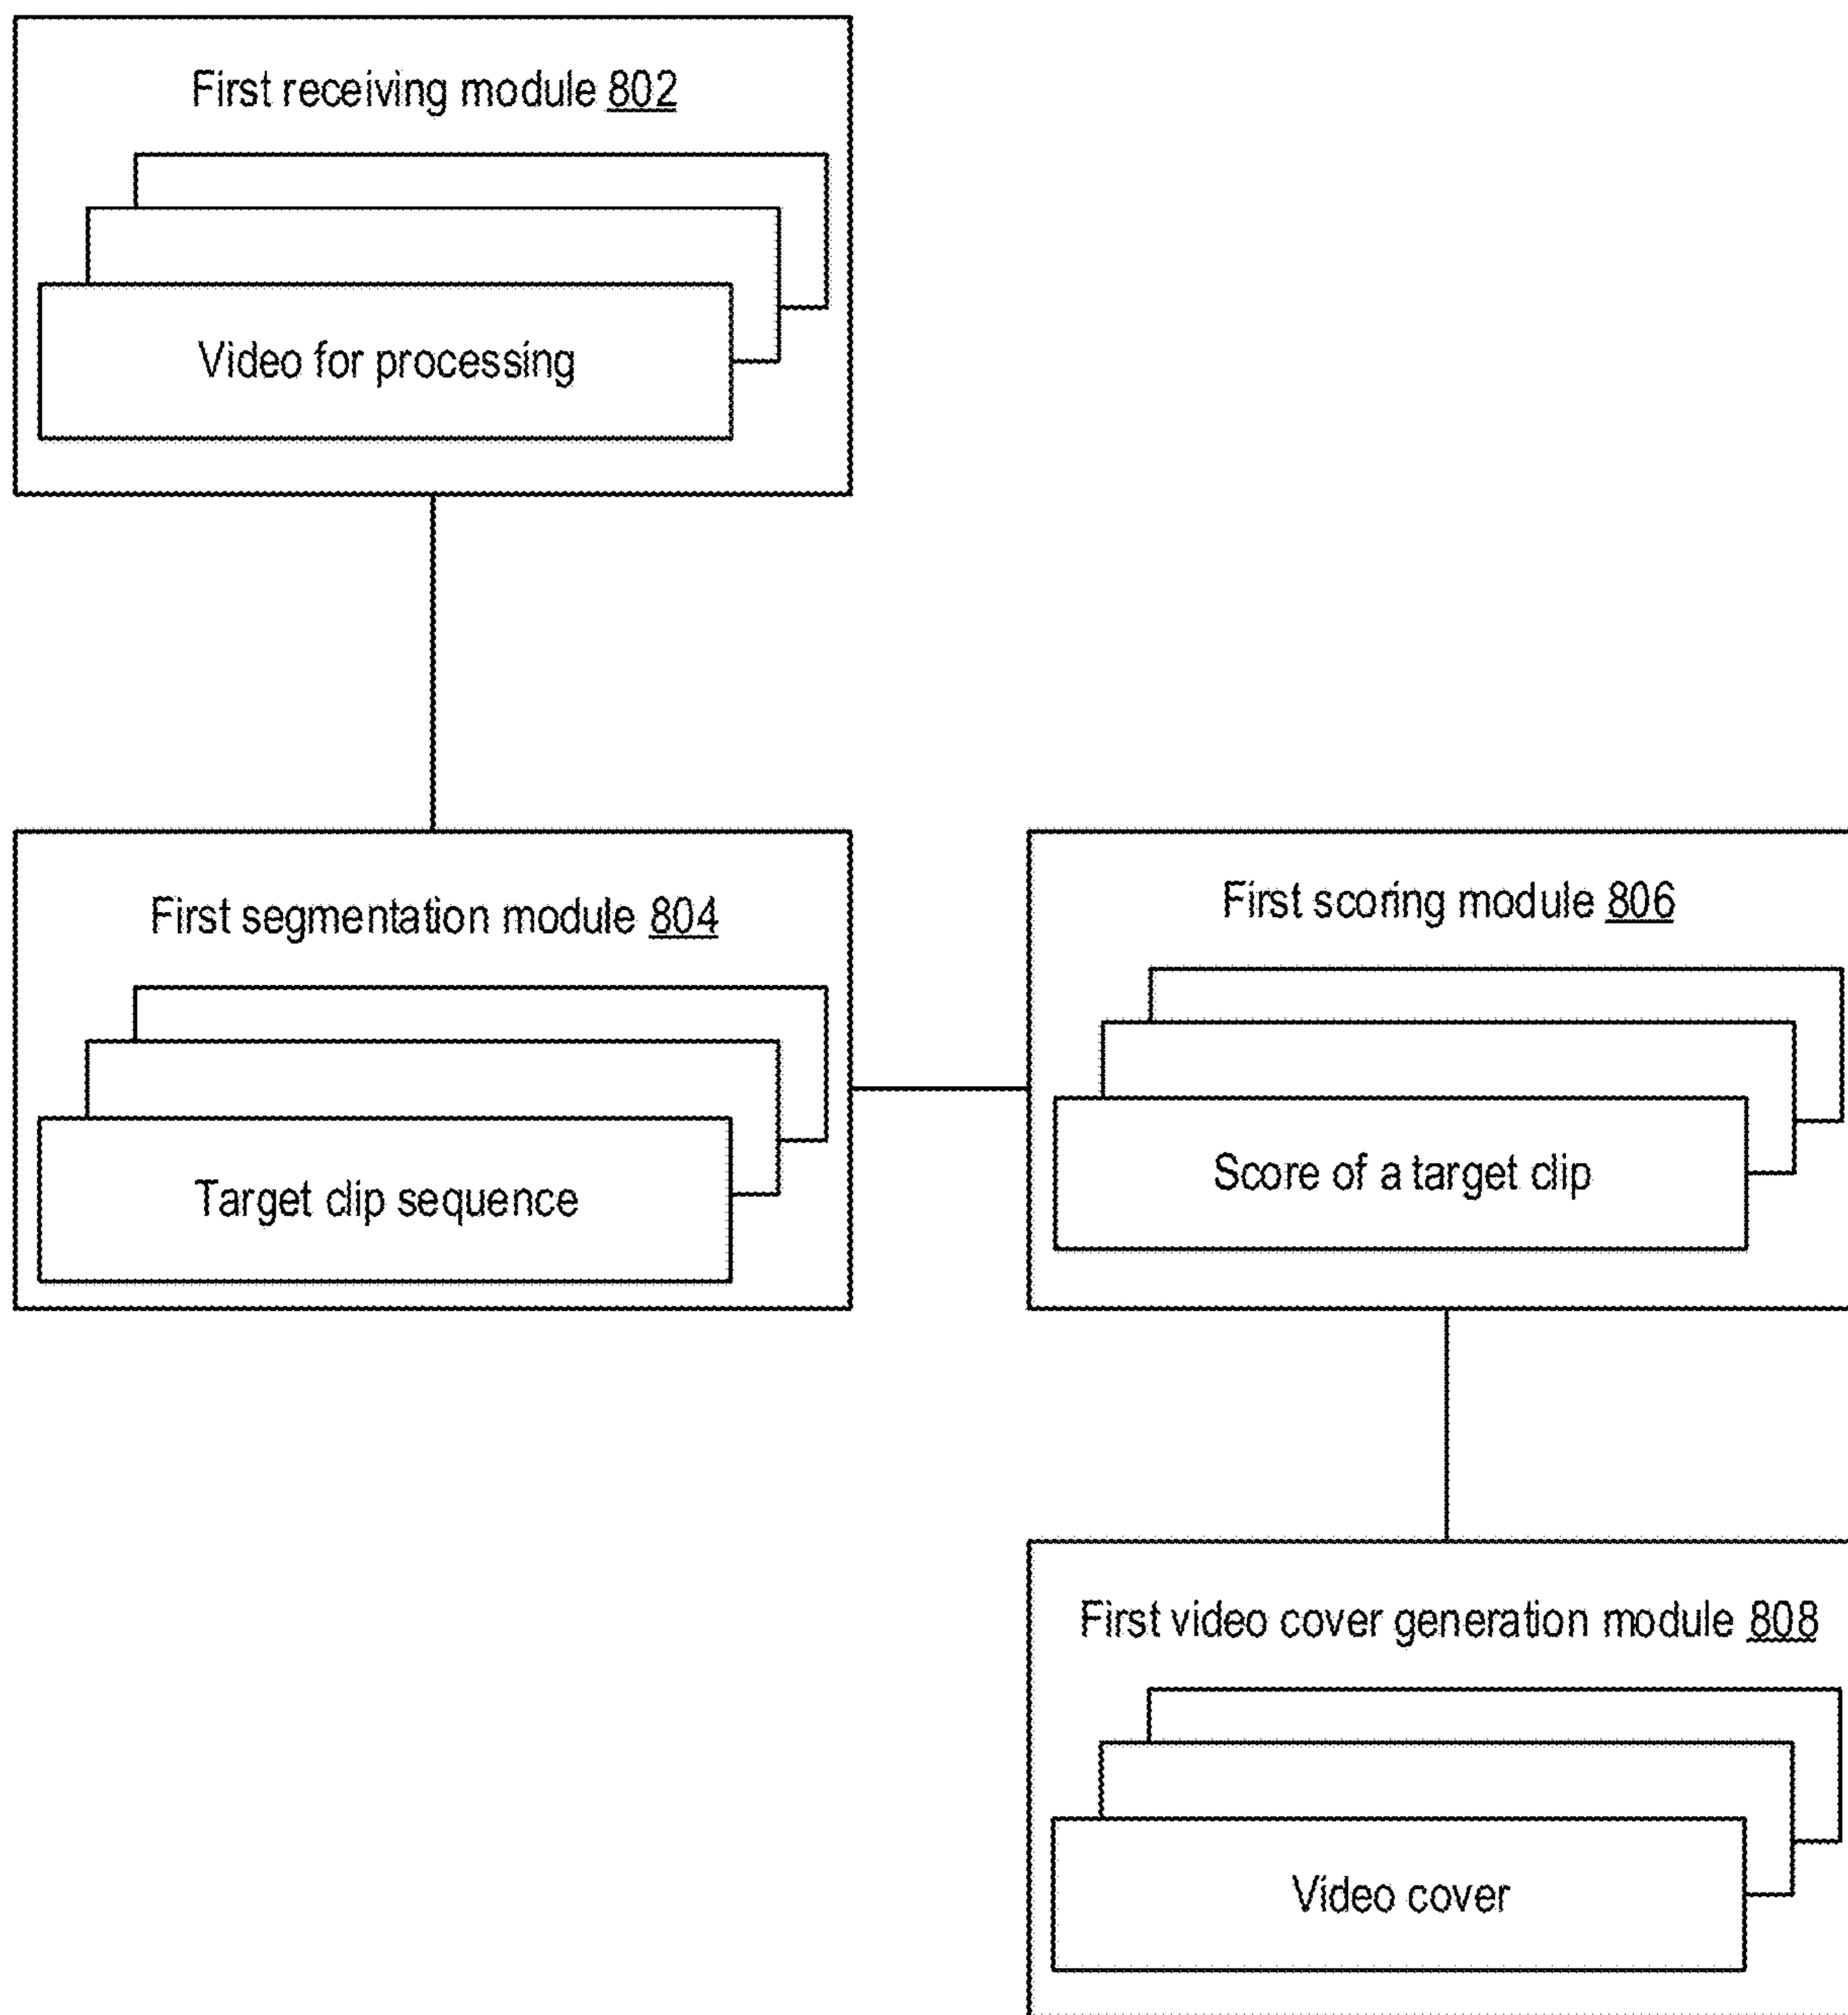 First receiving module 802
Video for processing
First segmentation module 804
Target clip sequence
First scoring module 806
Score of a target clip
First video cover generation module 808
Video cover